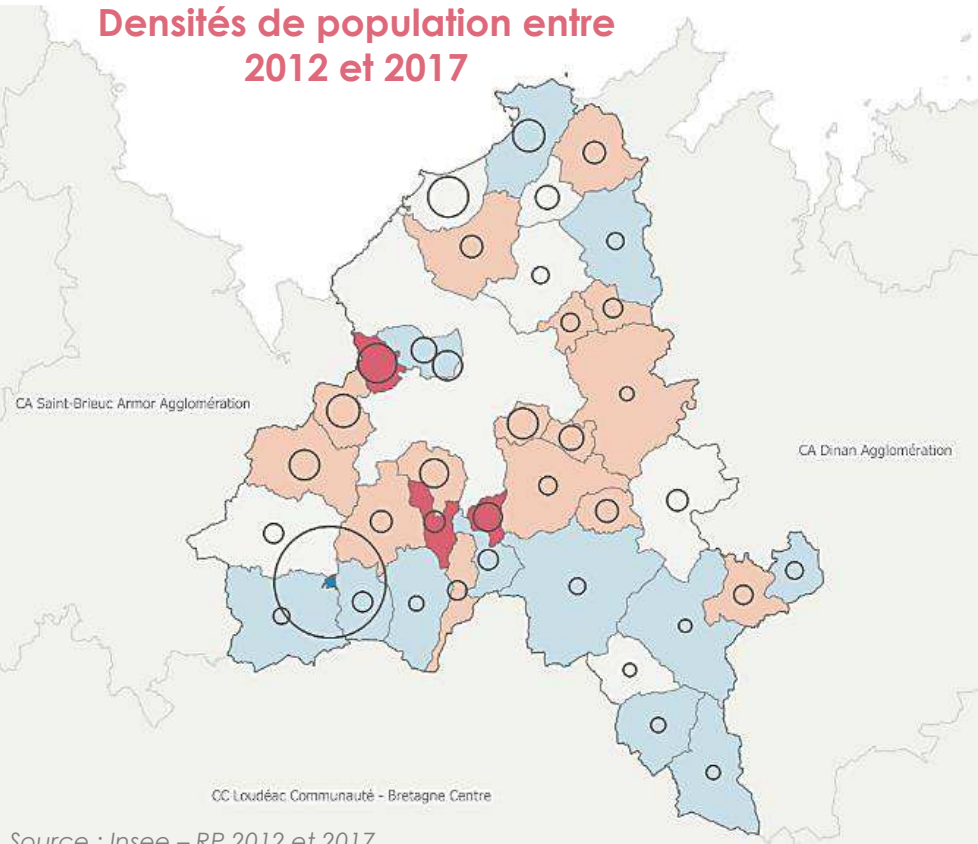 Densités de population entre
2012 et 2017
CA Saint-Brieuc Armor Agglomération
CA Dinan Agglomération
CC Loudéac Communauté - Bretagne Centre
Source : Insee – RP 2012 et 2017